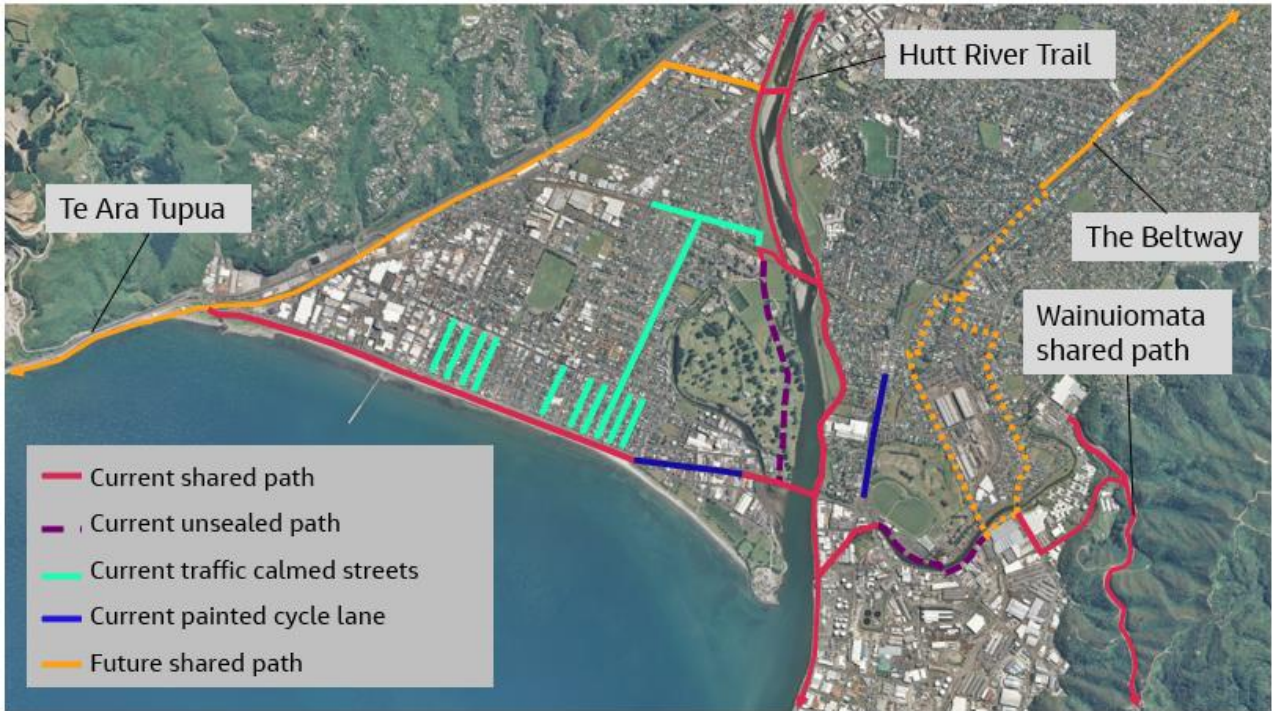 Hutt River Trail
Te Ara Tupua
The Beltway
Wainuiomata
shared path
Current shared path
Current unsealed path
Current traffic calmed streets
Current painted cycle lane
Future shared path